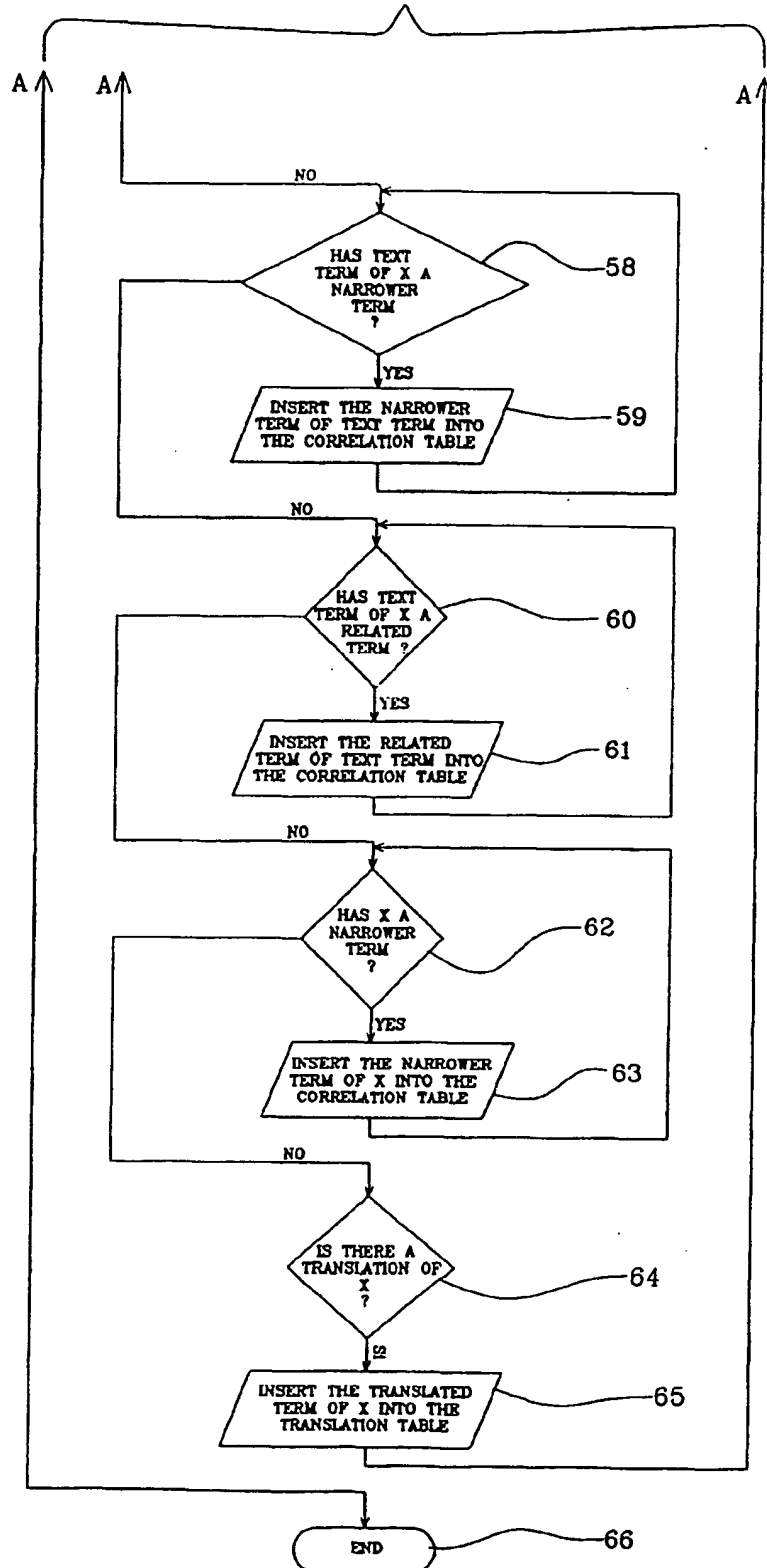 A
A
A
NO
HAS TEXT
TERM OF X A
NARROWER
TERM
?
58
YES
INSERT THE NARROWER
TERM OF TEXT TERM INTO
THE CORRELATION TABLE
59
NO
HAS TEXT
TERM OF X A
RELATED
TERM ?
60
YES
INSERT THE RELATED
TERM OF TEXT TERM INTO
THE CORRELATION TABLE
61
NO
HAS X A
NARROWER
TERM
?
62
YES
INSERT THE NARROWER
TERM OF X INTO THE
CORRELATION TABLE
63
NO
IS THERE A
TRANSLATION OF
X
?
64
IS
INSERT THE TRANSLATED
TERM OF X INTO THE
TRANSLATION TABLE
65
END
66